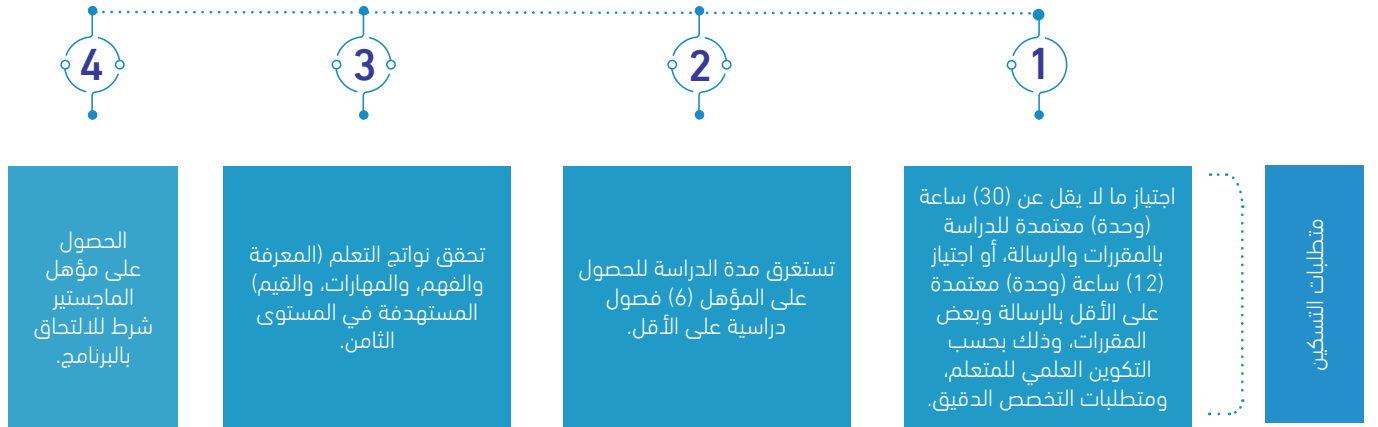 متطلبات التسكين
1
اجتياز ما لا يقل عن (30) ساعة
(وحدة) معتمدة للدراسة
بالمقررات والرسالة، أو اجتياز
(12) ساعة (وحدة) معتمدة
على الأقل بالرسالة وبعض
المقررات، وذلك بحسب
التكوين العلمي للمتعلم،
ومتطلبات التخصص الدقيق.
2
تستغرق مدة الدراسة للحصول
على المؤهل (6) فصول
دراسية على الأقل.
3
تحقق نواتج التعلم (المعرفة
والفهم، والمهارات، والقيم)
المستهدفة في المستوى
الثامن.
4
الحصول
على مؤهل
الماجستير
شرط للالتحاق
بالبرنامج.